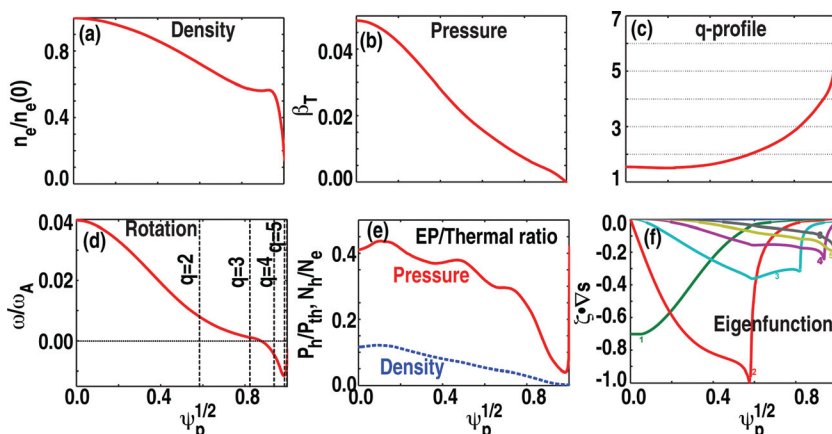 (a) Density
n_e/n_e(0)
0.8
0.4
0.0
(b) Pressure
β_T
0.04
0.02
0.00
(c) q-profile
7
5
3
1
(d) Rotation
ω/ω_A
0.04
0.02
0.00
q=2
q=3
q=4
q=5
0.0 0.4 0.8
ψ_p^{1/2}
(e) EP/Thermal ratio
Pressure
Density
P_h/P_th, N_h/N_e
0.4
0.2
0.0
0.0 0.4 0.8
ψ_p^{1/2}
(f)
Eigenfunction
ζ•∇s
0.0
-0.2
-0.4
-0.6
-0.8
-1.0
1
2
3
4
0.0 0.4 0.8
ψ_p^{1/2}